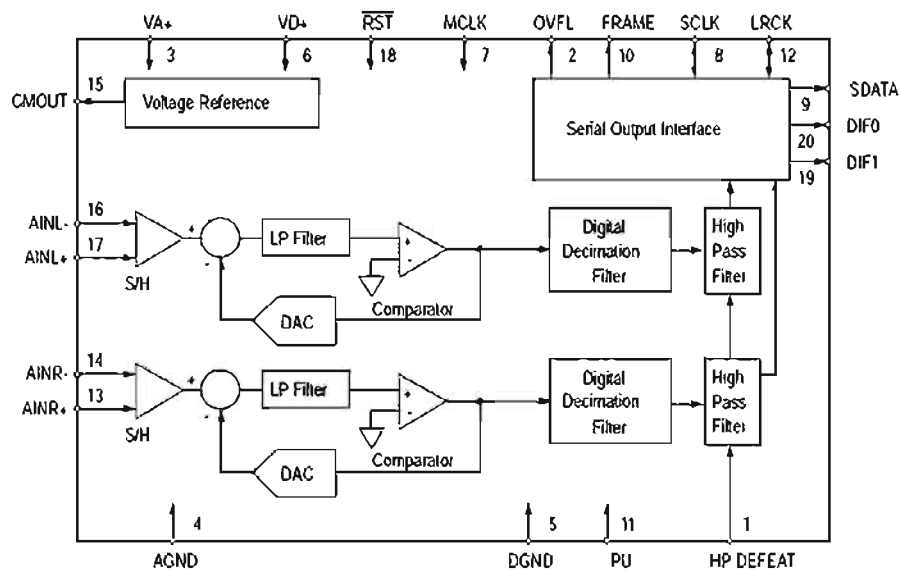 VA+ VD+ RST MCLK OVFL FRAME SCLK LRCK
3 6 18 7 2 10 8 12
CMOUT 15 Voltage Reference Serial Output Interface 9 SDATA
20 DIF0
19 DIF1
AINL- 16
AINL+ 17
S/H
+
-
LP Filter
+
-
Comparator
DAC
Digital
Decimation
Filter
High
Pass
Filter
AINR- 14
AINR+ 13
S/H
+
-
LP Filter
+
-
Comparator
DAC
Digital
Decimation
Filter
High
Pass
Filter
4 5 11 1
AGND DGND PU HP DEFEAT